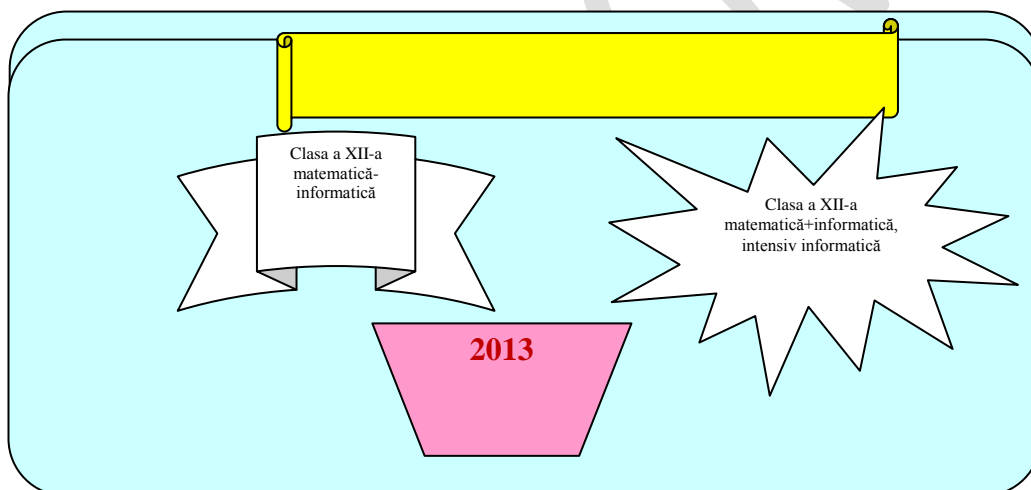 Clasa a XII-a
matematică-
informatică
Clasa a XII-a
matematică+informatică,
intensiv informatică
2013